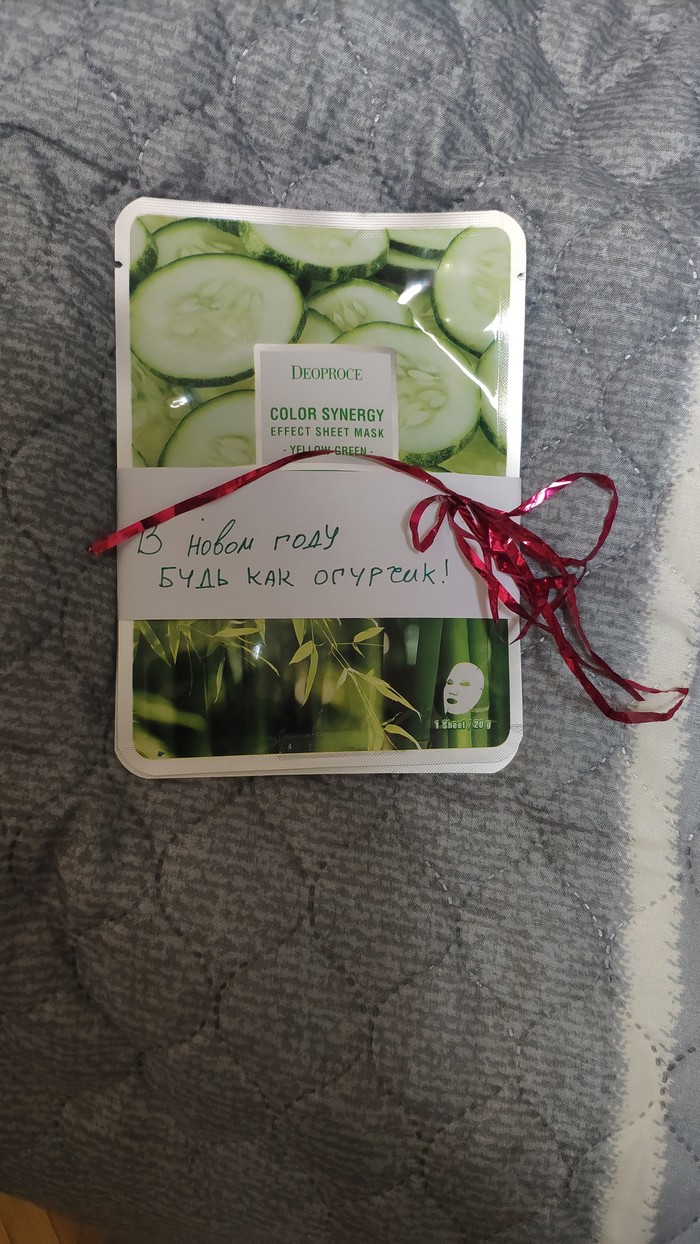 DEOPROCE
COLOR SYNERGY
EFFECT SHEET MASK
- YELLOW GREEN -
В новом году
будь как огурчик!
1 Sheet / 20 g